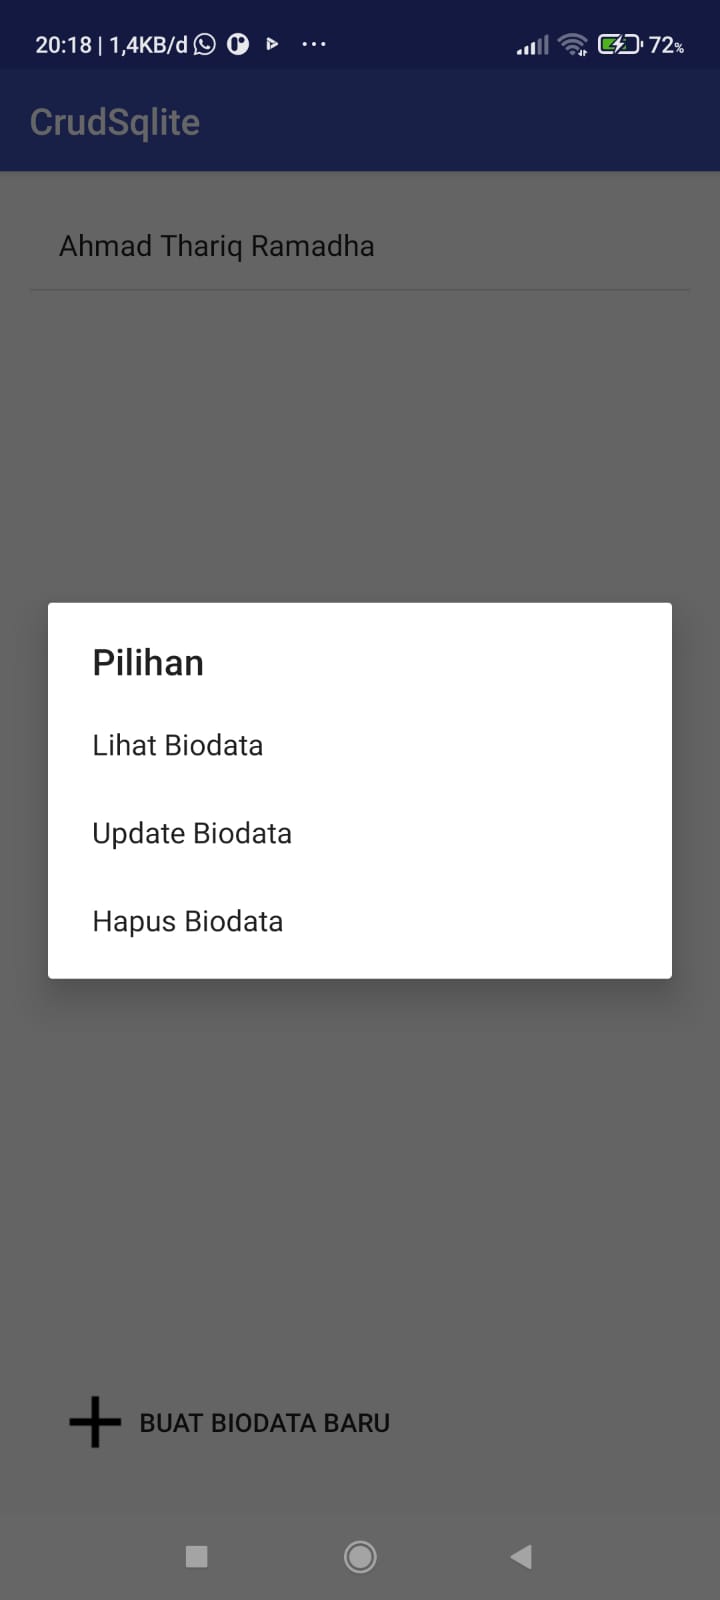 20:18 | 1,4KB/d
72%
CrudSqlite
Ahmad Thariq Ramadha
Pilihan
Lihat Biodata
Update Biodata
Hapus Biodata
BUAT BIODATA BARU